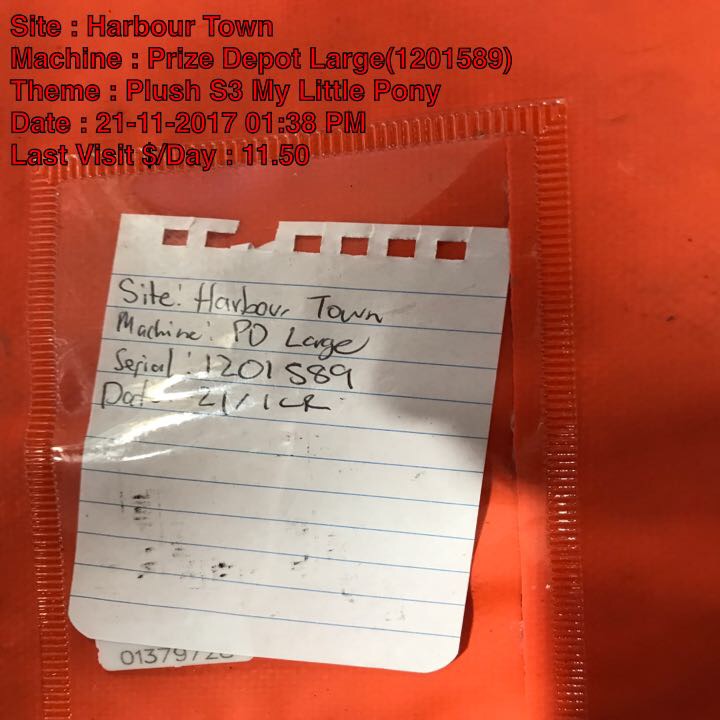 Site : Harbour Town
Machine : Prize Depot Large(1201589)
Theme : Plush S3 My Little Pony
Date : 21-11-2017 01:38 PM
Last Visit $/Day : 11.50
Site: Harbour Town
Machine: PD Large
Serial: 1201589
21/